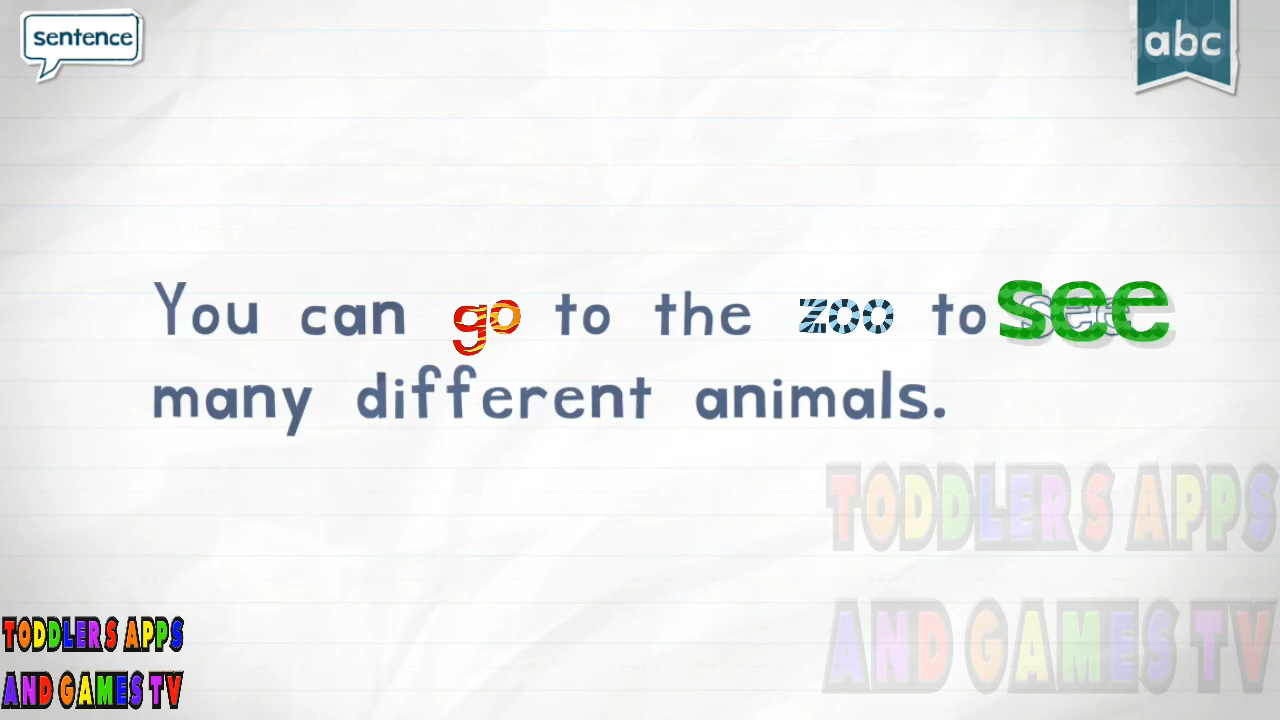 sentence
abc
You can go to the zoo to see
many different animals.
TODDLERS APPS
AND GAMES TV
TODDLERS APPS
AND GAMES TV